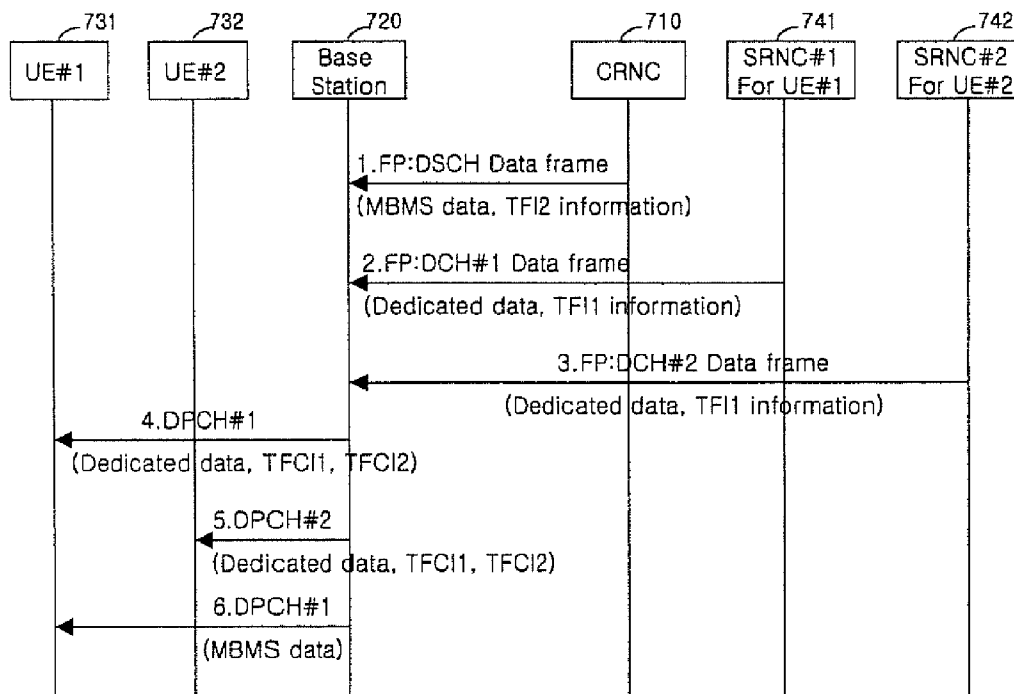 731
732
720
710
741
742
UE#1
UE#2
Base
Station
CRNC
SRNC#1
For UE#1
SRNC#2
For UE#2
1.FP:DSCH Data frame
(MBMS data, TFI2 information)
2.FP:DCH#1 Data frame
(Dedicated data, TFI1 information)
3.FP:DCH#2 Data frame
(Dedicated data, TFI1 information)
4.DPCH#1
(Dedicated data, TFCI1, TFCI2)
5.DPCH#2
(Dedicated data, TFCI1, TFCI2)
6.DPCH#1
(MBMS data)